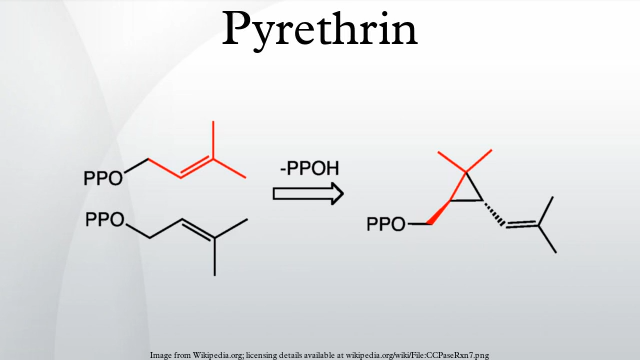 Pyrethrin
PPO
-PPOH
PPO
PPO
Image from Wikipedia.org; licensing details available at wikipedia.org/wiki/File:CCPaseRxn7.png